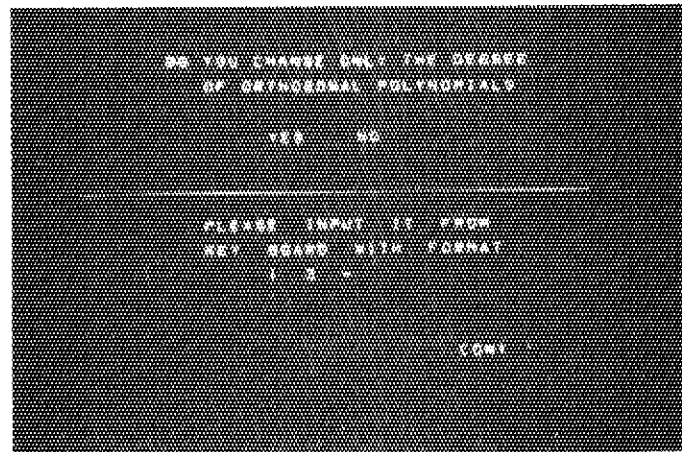 DO YOU CHANGE ONLY THE DEGREE
OF ORTHOGONAL POLYNOMIALS
YES NO
PLEASE INPUT IT FROM
KEY BOARD WITH FORMAT
I 3
CONT